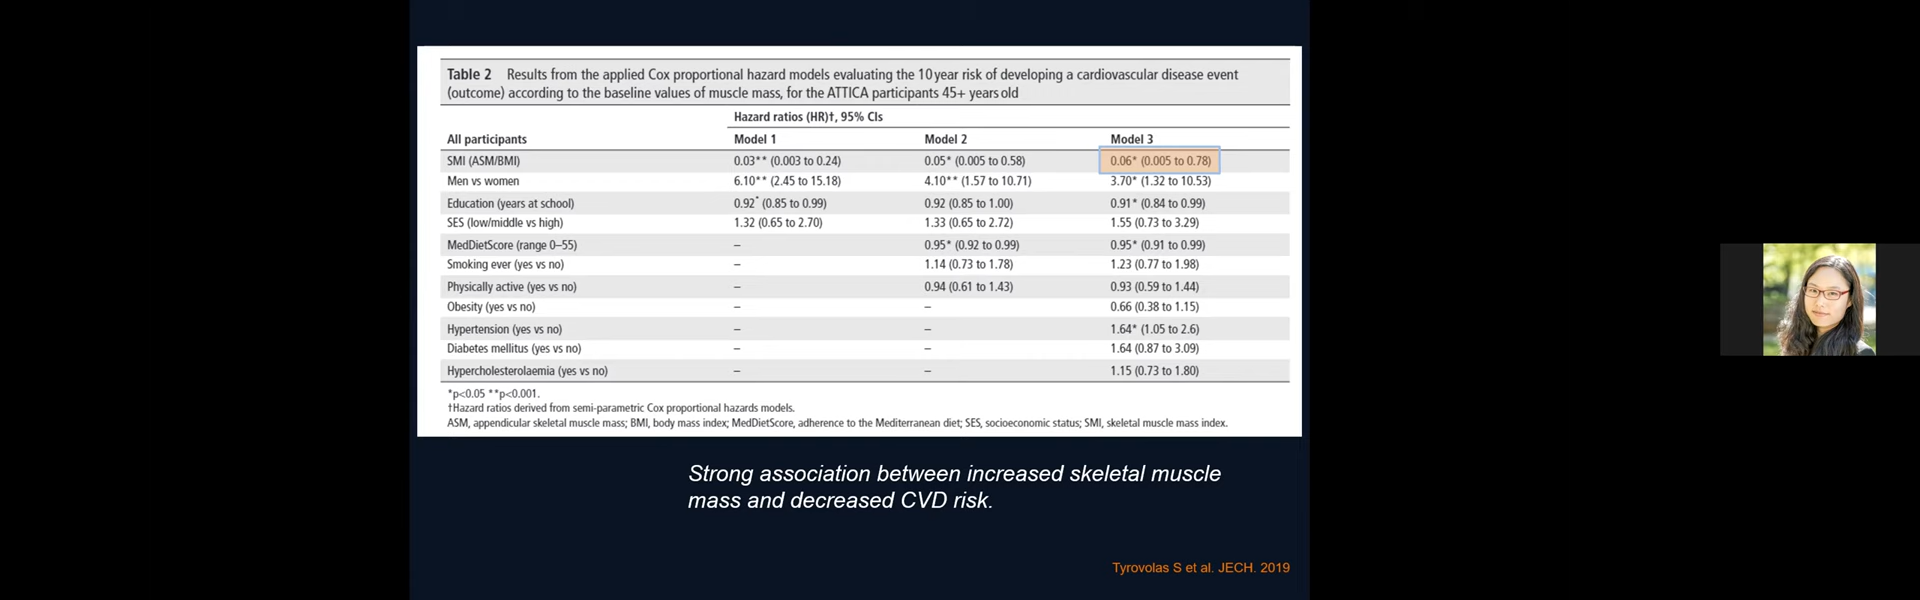 Table 2 Results from the applied Cox proportional hazard models evaluating the 10 year risk of developing a cardiovascular disease event
(outcome) according to the baseline values of muscle mass, for the ATTICA participants 45+ years old
Hazard ratios (HR)†, 95% CIs
All participants Model 1 Model 2 Model 3
SMI (ASM/BMI) 0.03** (0.003 to 0.24) 0.05* (0.005 to 0.58) 0.06* (0.005 to 0.78)
Men vs women 6.10** (2.45 to 15.18) 4.10** (1.57 to 10.71) 3.70* (1.32 to 10.53)
Education (years at school) 0.92* (0.85 to 0.99) 0.92 (0.85 to 1.00) 0.91* (0.84 to 0.99)
SES (low/middle vs high) 1.32 (0.65 to 2.70) 1.33 (0.65 to 2.72) 1.55 (0.73 to 3.29)
MedDietScore (range 0–55) – 0.95* (0.92 to 0.99) 0.95* (0.91 to 0.99)
Smoking ever (yes vs no) – 1.14 (0.73 to 1.78) 1.23 (0.77 to 1.98)
Physically active (yes vs no) – 0.94 (0.61 to 1.43) 0.93 (0.59 to 1.44)
Obesity (yes vs no) – – 0.66 (0.38 to 1.15)
Hypertension (yes vs no) – – 1.64* (1.05 to 2.6)
Diabetes mellitus (yes vs no) – – 1.64 (0.87 to 3.09)
Hypercholesterolaemia (yes vs no) – – 1.15 (0.73 to 1.80)
*p<0.05 **p<0.001.
†Hazard ratios derived from semi-parametric Cox proportional hazards models.
ASM, appendicular skeletal muscle mass; BMI, body mass index; MedDietScore, adherence to the Mediterranean diet; SES, socioeconomic status; SMI, skeletal muscle mass index.
Strong association between increased skeletal muscle
mass and decreased CVD risk.
Tyrovolas S et al. JECH. 2019